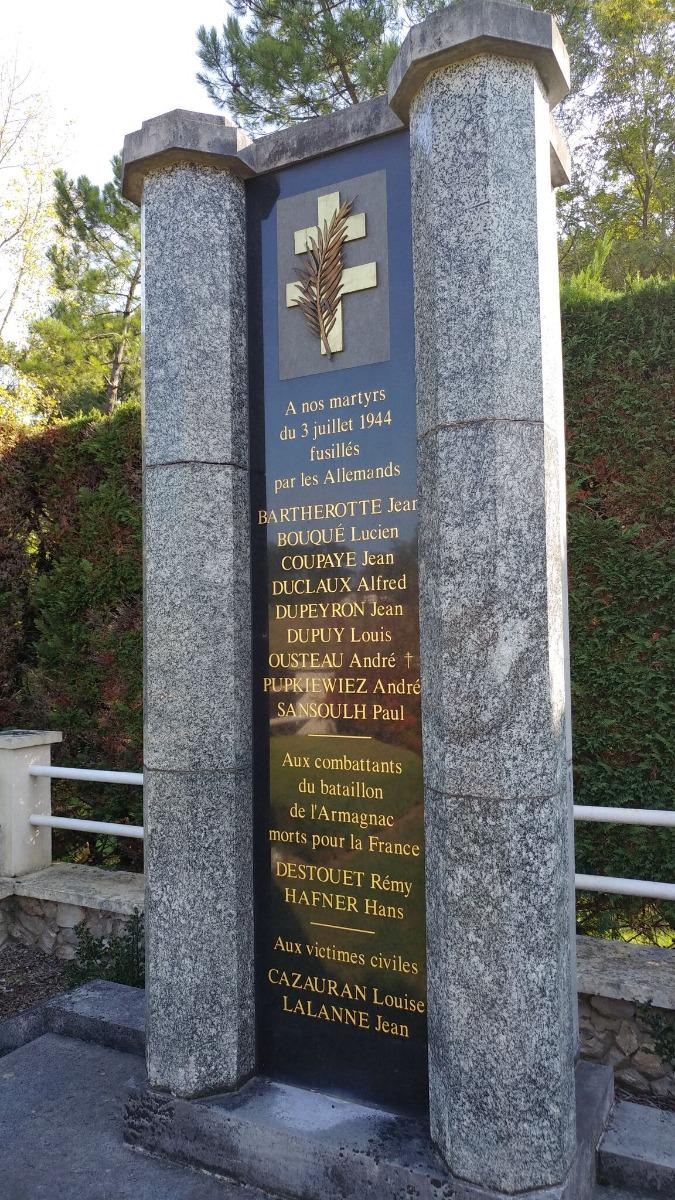 A nos martyrs
du 3 juillet 1944
fusillés
par les Allemands
BARTHEROTTE Jean
BOUQUÉ Lucien
COUPAYE Jean
DUCLAUX Alfred
DUPEYRON Jean
DUPUY Louis
OUSTEAU André †
PUPKIEWIEZ André
SANSOULH Paul
Aux combattants
du bataillon
de l'Armagnac
morts pour la France
DESTOUET Rémy
HAFNER Hans
Aux victimes civiles
CAZAURAN Louise
LALANNE Jean